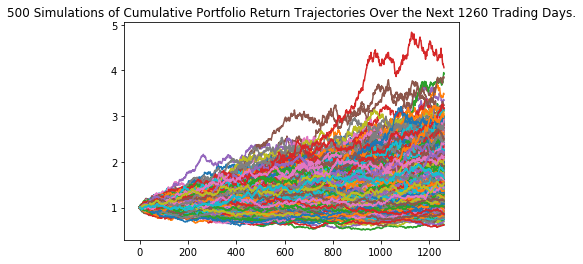 500 Simulations of Cumulative Portfolio Return Trajectories Over the Next 1260 Trading Days.
5
4
3
2
1
0 200 400 600 800 1000 1200